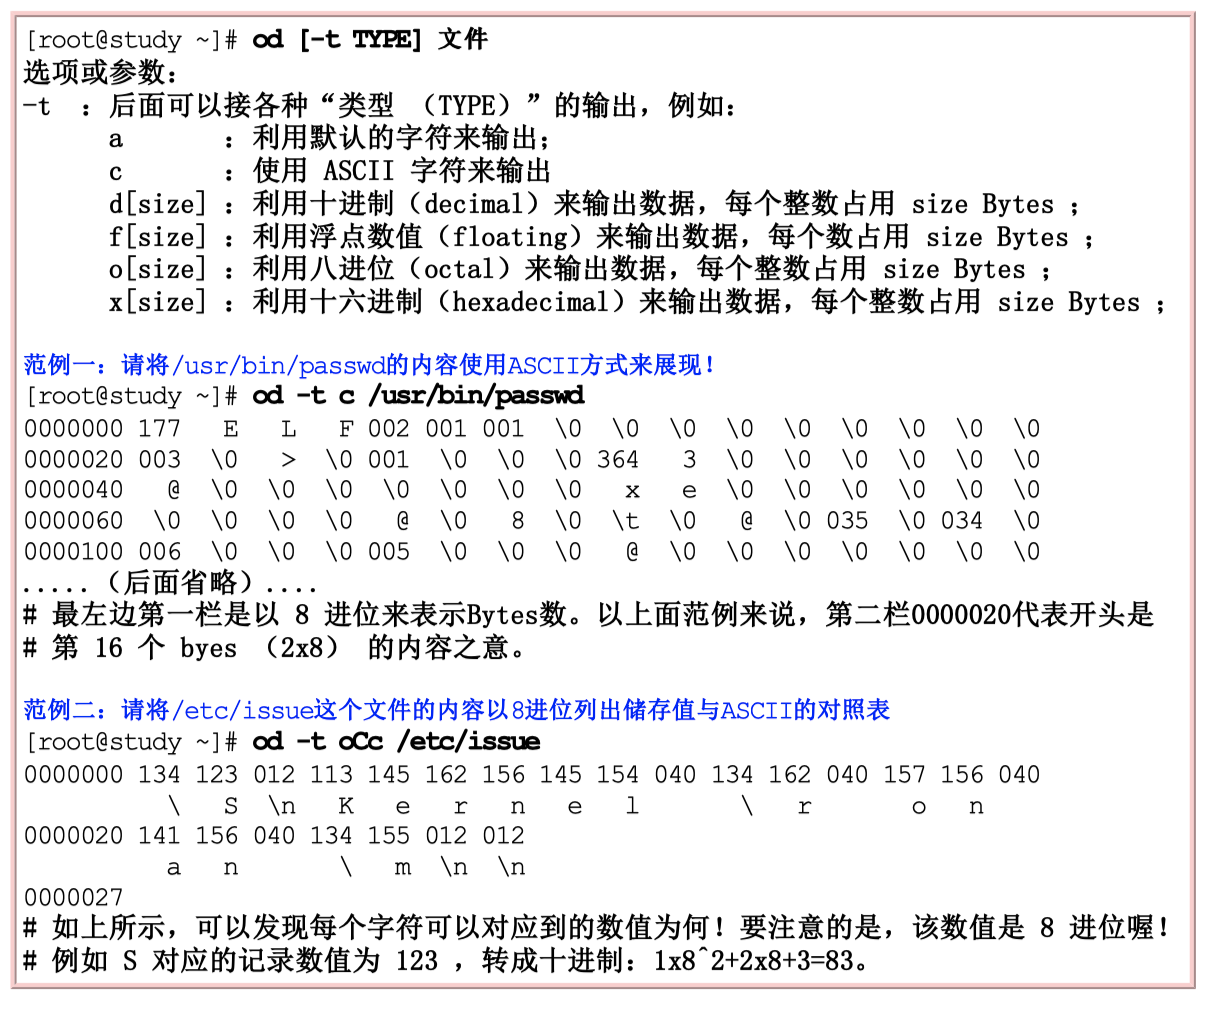 [root@study ~]# od [-t TYPE] 文件
选项或参数：
-t ：后面可以接各种“类型 （TYPE）”的输出，例如：
a ：利用默认的字符来输出；
c ：使用 ASCII 字符来输出
d[size] ：利用十进制（decimal）来输出数据，每个整数占用 size Bytes ；
f[size] ：利用浮点数值（floating）来输出数据，每个数占用 size Bytes ；
o[size] ：利用八进位（octal）来输出数据，每个整数占用 size Bytes ；
x[size] ：利用十六进制（hexadecimal）来输出数据，每个整数占用 size Bytes ；
范例一：请将/usr/bin/passwd的内容使用ASCII方式来展现！
[root@study ~]# od -t c /usr/bin/passwd
0000000 177 E L F 002 001 001 \0 \0 \0 \0 \0 \0 \0 \0 \0
0000020 003 \0 > \0 001 \0 \0 \0 364 3 \0 \0 \0 \0 \0 \0
0000040 @ \0 \0 \0 \0 \0 \0 \0 x e \0 \0 \0 \0 \0 \0
0000060 \0 \0 \0 \0 @ \0 8 \0 \t \0 @ \0 035 \0 034 \0
0000100 006 \0 \0 \0 005 \0 \0 \0 @ \0 \0 \0 \0 \0 \0 \0
.....（后面省略）....
# 最左边第一栏是以 8 进位来表示Bytes数。以上面范例来说，第二栏0000020代表开头是
# 第 16 个 byes （2x8） 的内容之意。
范例二：请将/etc/issue这个文件的内容以8进位列出储存值与ASCII的对照表
[root@study ~]# od -t oCc /etc/issue
0000000 134 123 012 113 145 162 156 145 154 040 134 162 040 157 156 040
\ S \n K e r n e l \ r o n
0000020 141 156 040 134 155 012 012
a n \ m \n \n
0000027
# 如上所示，可以发现每个字符可以对应到的数值为何！要注意的是，该数值是 8 进位喔！
# 例如 S 对应的记录数值为 123 ，转成十进制：1x8^2+2x8+3=83。